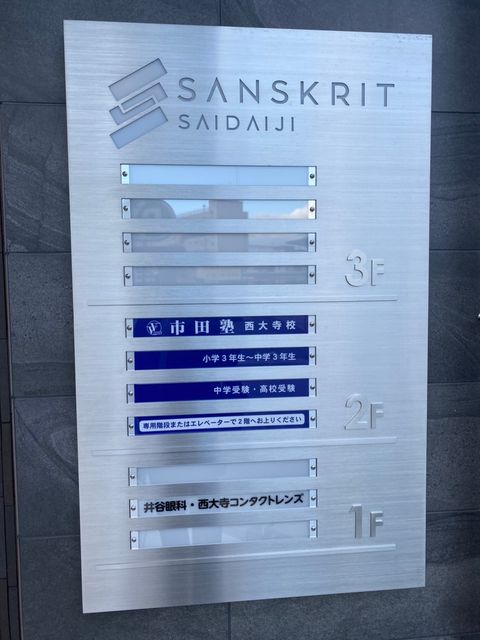 SANSKRIT
SAIDAIJI
3F
市田塾 西大寺校
小学3年生～中学3年生
中学受験・高校受験
専用階段またはエレベーターで2階へお上りください
2F
井谷眼科・西大寺コンタクトレンズ
1F